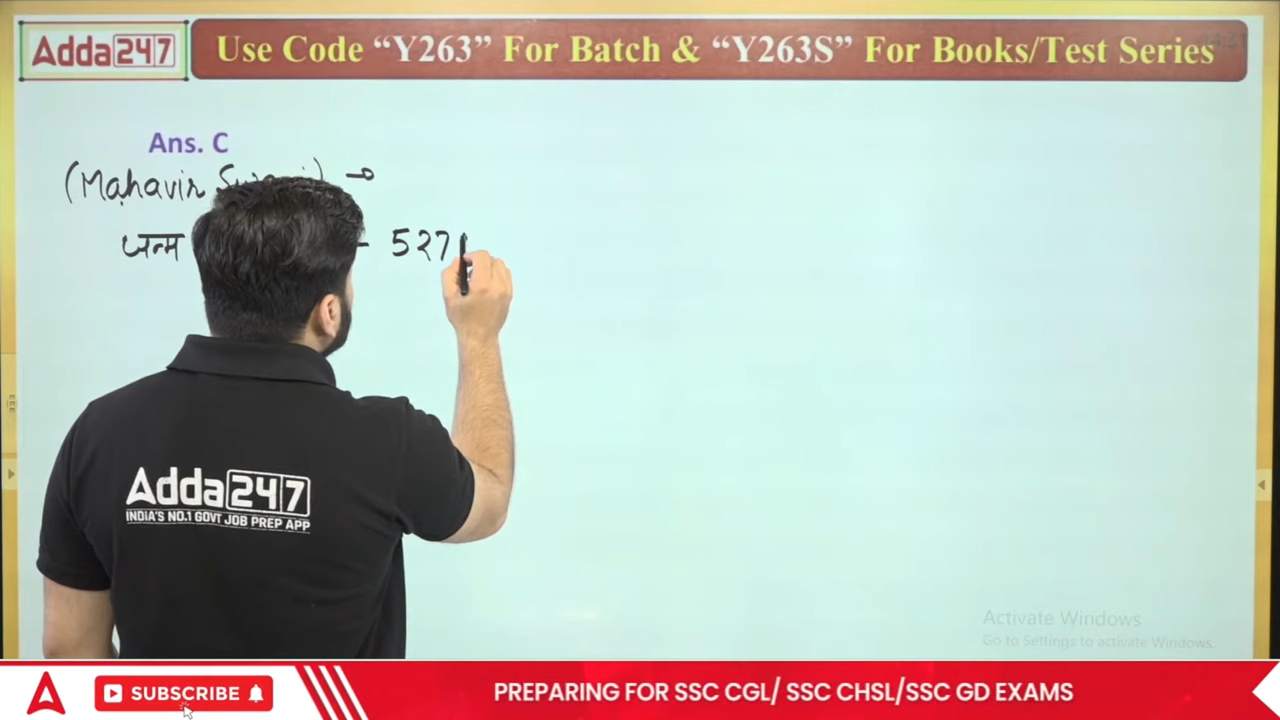 Adda247
Use Code “Y263” For Batch & “Y263S” For Books/Test Series
Ans. C
(Mahavir Swami) →
जन्म - 527
Adda247
INDIA'S NO.1 GOVT JOB PREP APP
Activate Windows
Go to Settings to activate Windows.
SUBSCRIBE
PREPARING FOR SSC CGL/ SSC CHSL/SSC GD EXAMS